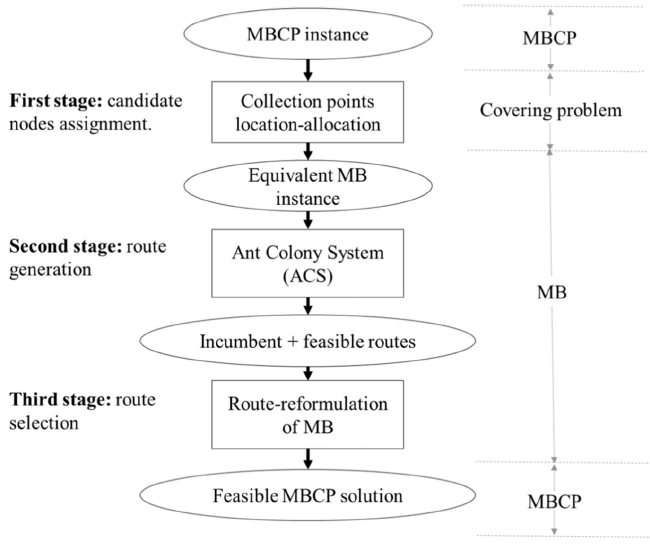 MBCP instance
MBCP
First stage: candidate
nodes assignment.
Collection points
location-allocation
Covering problem
Equivalent MB
instance
Second stage: route
generation
Ant Colony System
(ACS)
MB
Incumbent + feasible routes
Third stage: route
selection
Route-reformulation
of MB
Feasible MBCP solution
MBCP